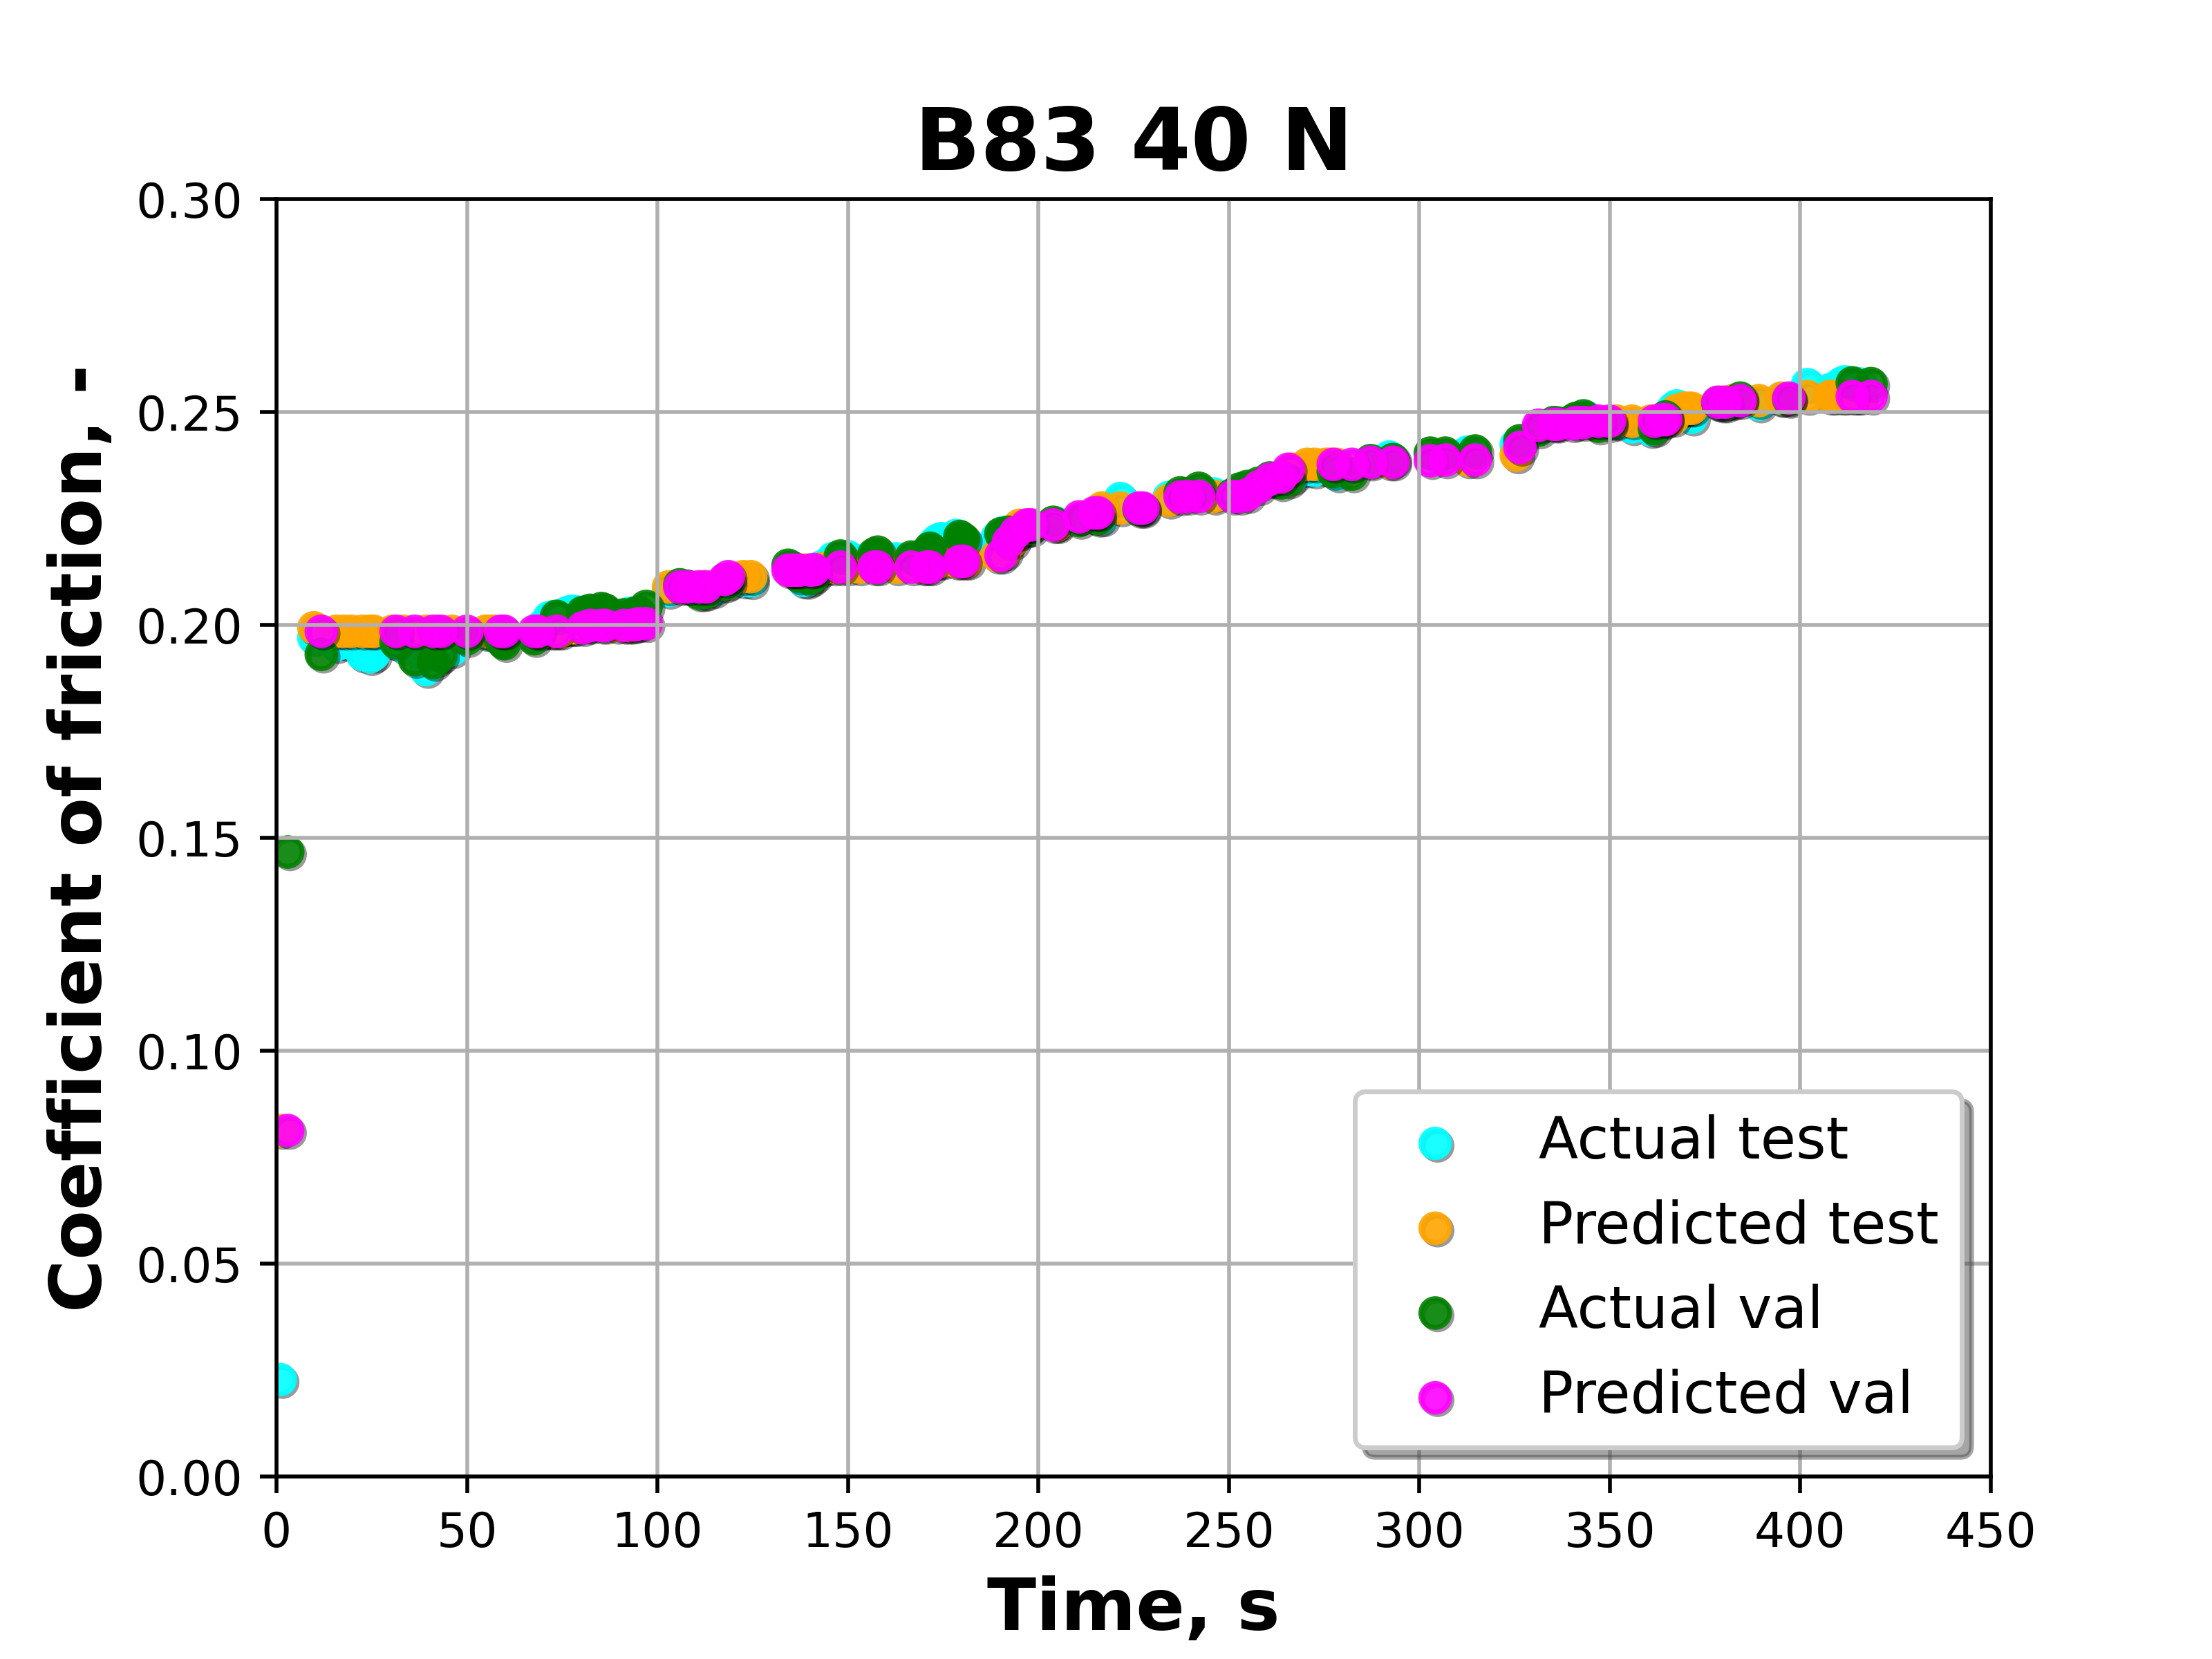 B83 40 N
Coefficient of friction, -
0.30
0.25
0.20
0.15
0.10
0.05
0.00
Actual test
Predicted test
Actual val
Predicted val
0 50 100 150 200 250 300 350 400 450
Time, s